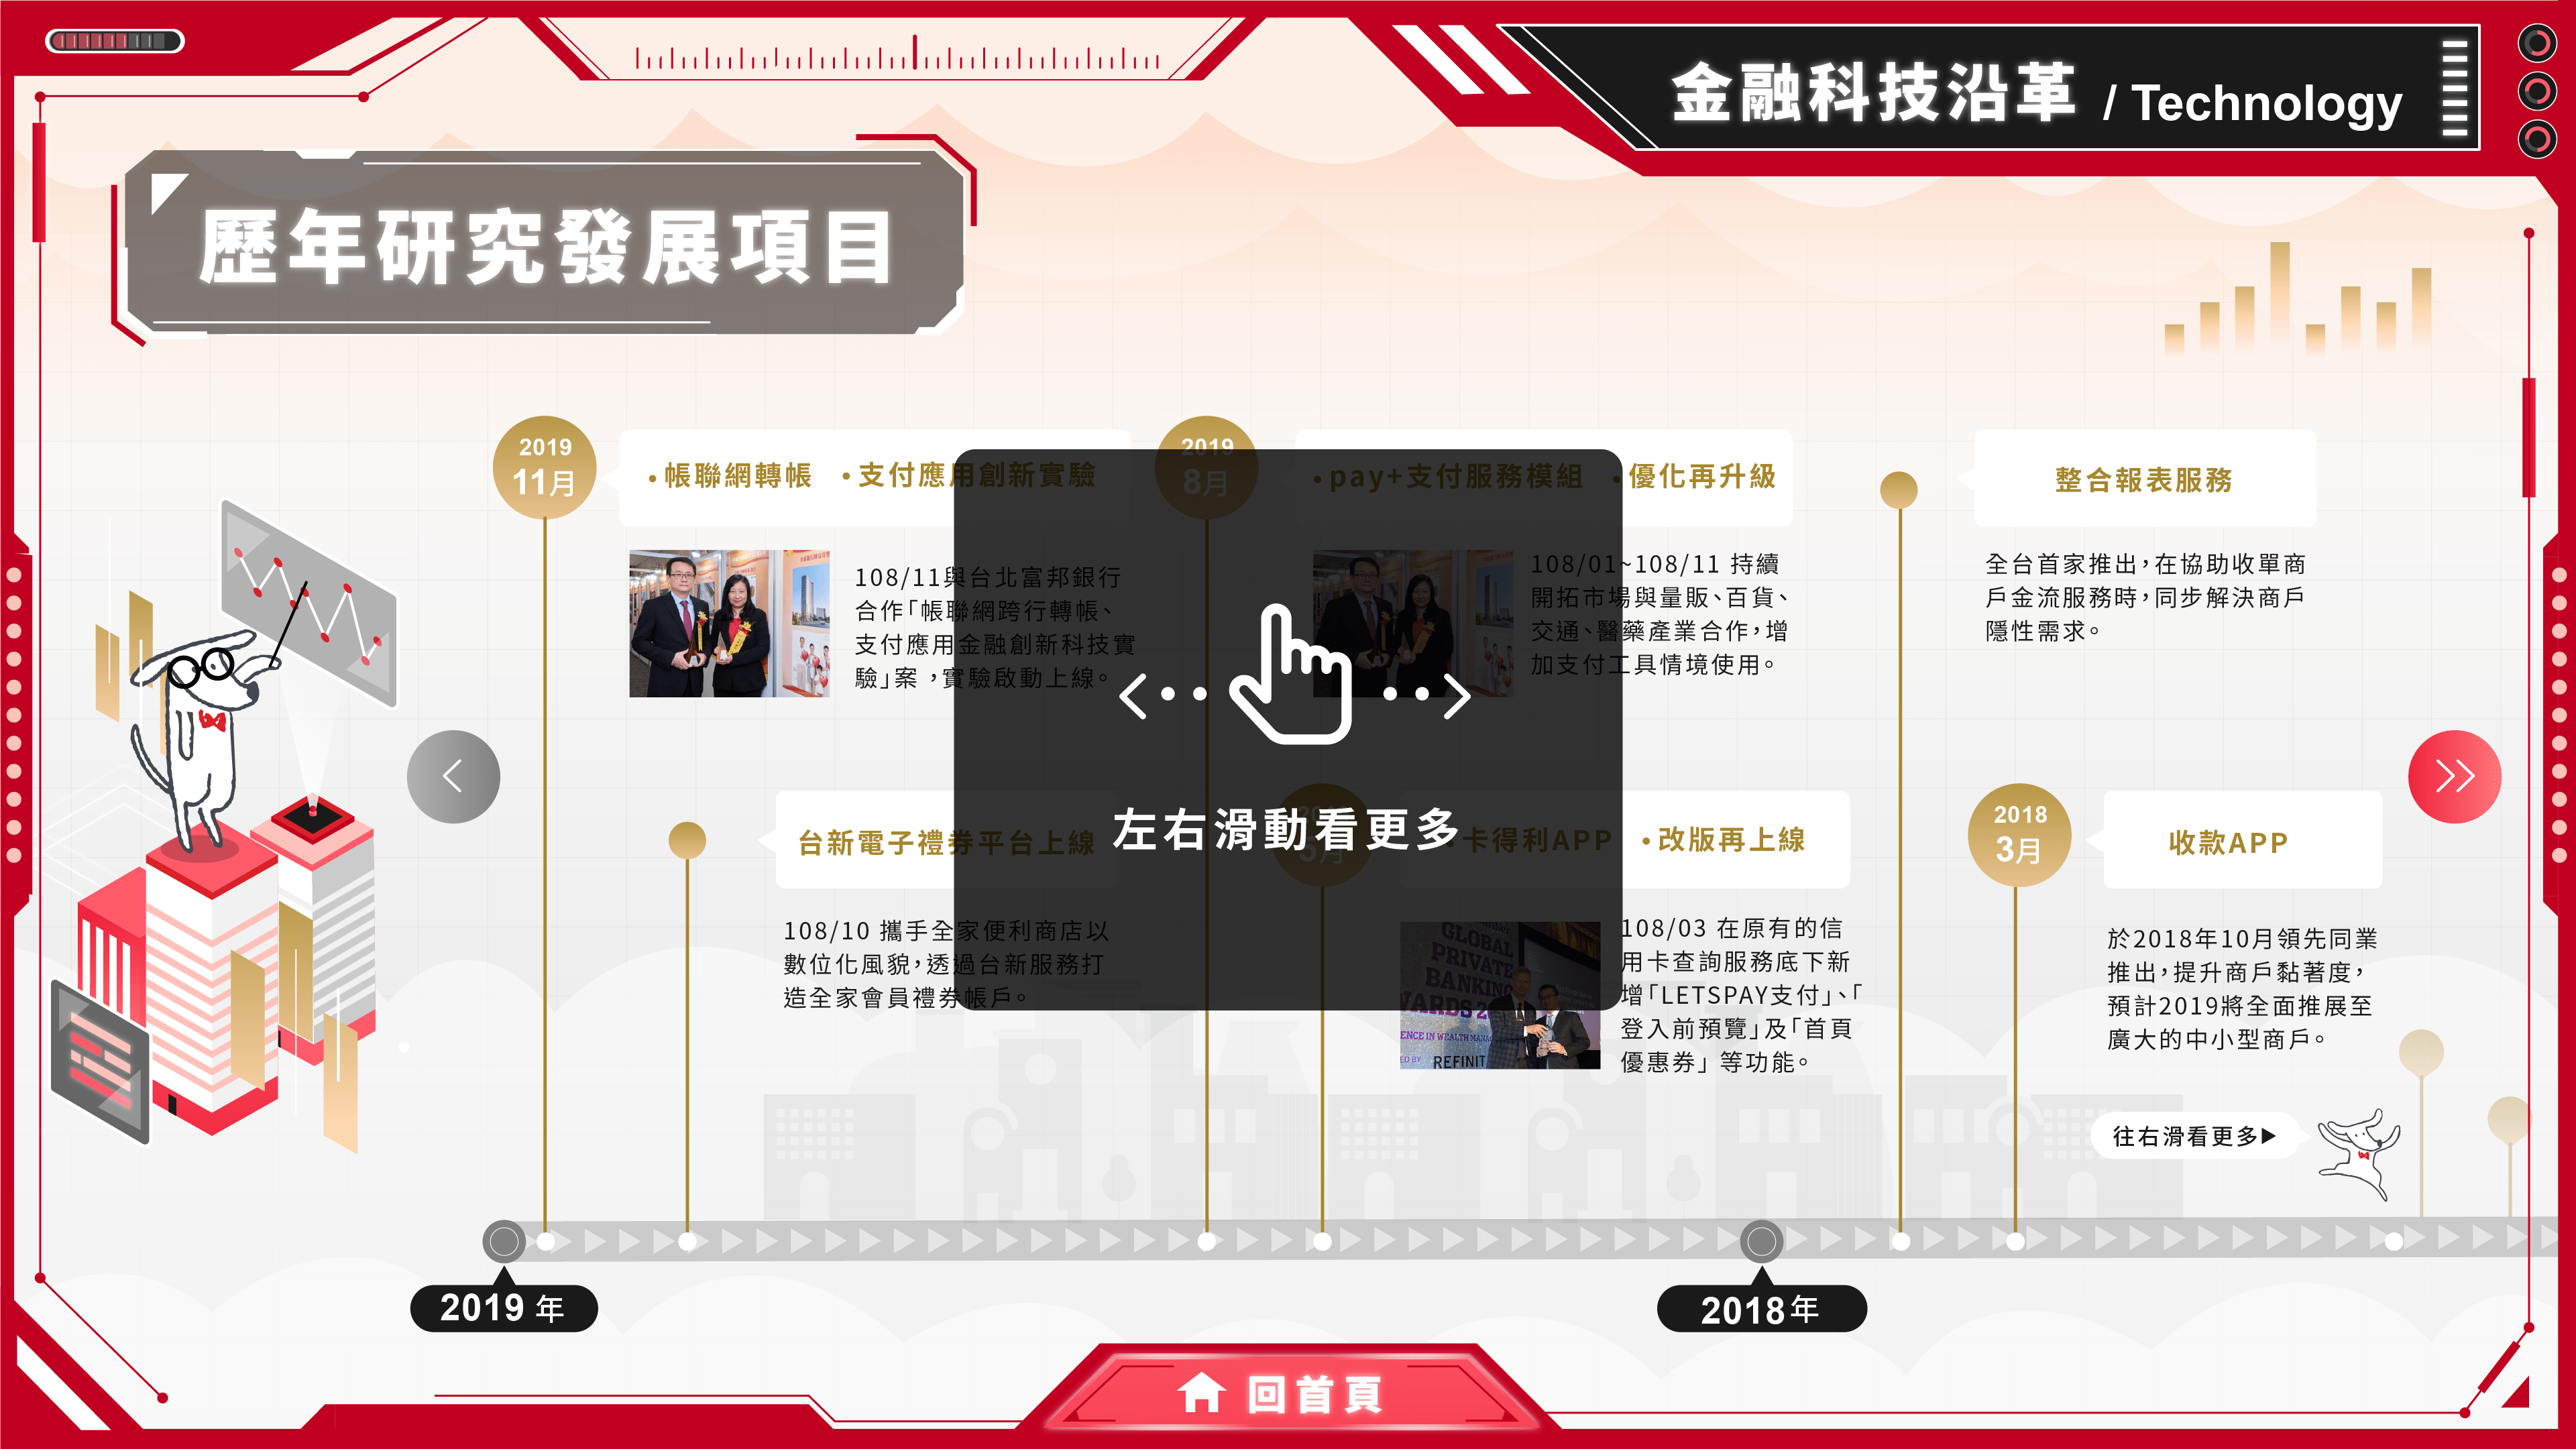 金融科技沿革 / Technology
歷年研究發展項目
2019
11月
•帳聯網轉帳 •支付應用創新實驗
108/11與台北富邦銀行
合作「帳聯網跨行轉帳、
支付應用金融創新科技實
驗」案，實驗啟動上線。
2019
8月
•pay+支付服務模組 •優化再升級
108/01~108/11 持續
開拓市場與量販、百貨、
交通、醫藥產業合作，增
加支付工具情境使用。
整合報表服務
全台首家推出，在協助收單商
戶金流服務時，同步解決商戶
隱性需求。
台新電子禮券平台上線
108/10 攜手全家便利商店以
數位化風貌，透過台新服務打
造全家會員禮券帳戶。
左右滑動看更多
•卡得利APP •改版再上線
GLOBAL
PRIVATE
BANKING
REFINIT
108/03 在原有的信
用卡查詢服務底下新
增「LETSPAY支付」、「
登入前預覽」及「首頁
優惠券」等功能。
2018
3月
收款APP
於2018年10月領先同業
推出，提升商戶黏著度，
預計2019將全面推展至
廣大的中小型商戶。
往右滑看更多▶
2019 年
2018年
回首頁